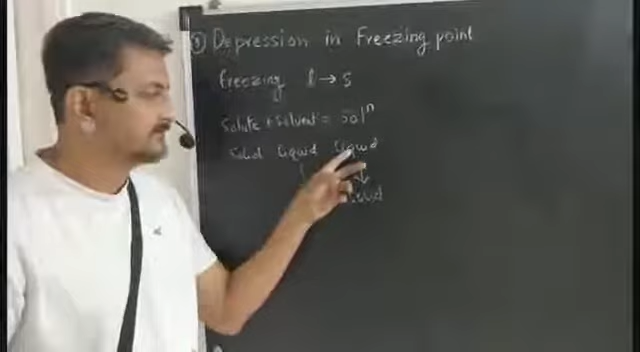 ③ Depression in Freezing point
freezing l → s
Solute + Solvent = Solⁿ
Solid Liquid Liquid
Solid